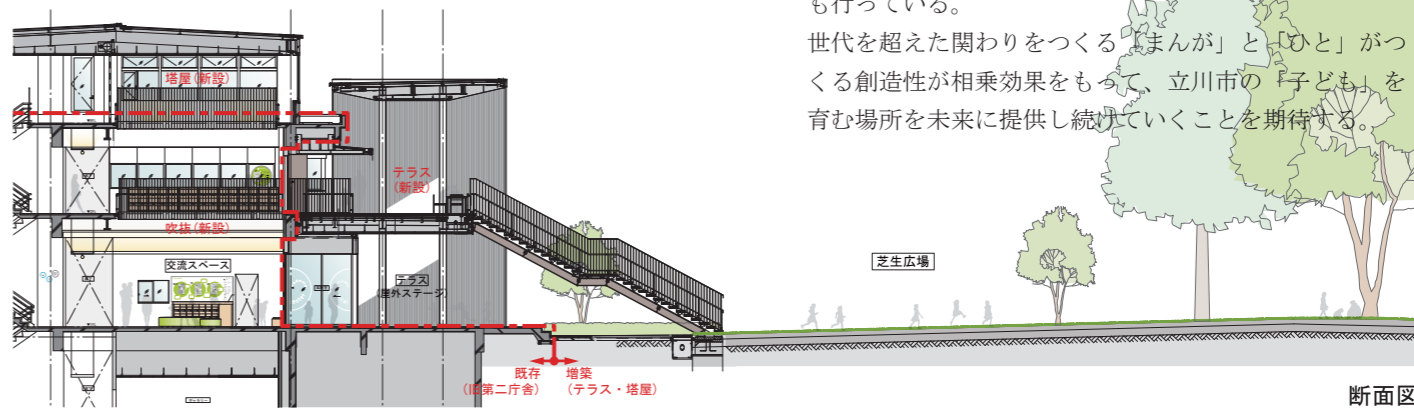 も行っている。
世代を超えた関わりをつくる「まんが」と「ひと」がつ
くる創造性が相乗効果をもって、立川市の「子ども」を
育む場所を未来に提供し続けていくことを期待する。
塔屋(新設)
テラス
(新設)
吹抜(新設)
交流スペース
テラス
(屋外ステージ)
芝生広場
既存
(旧第二庁舎)
増築
(テラス・塔屋)
断面図